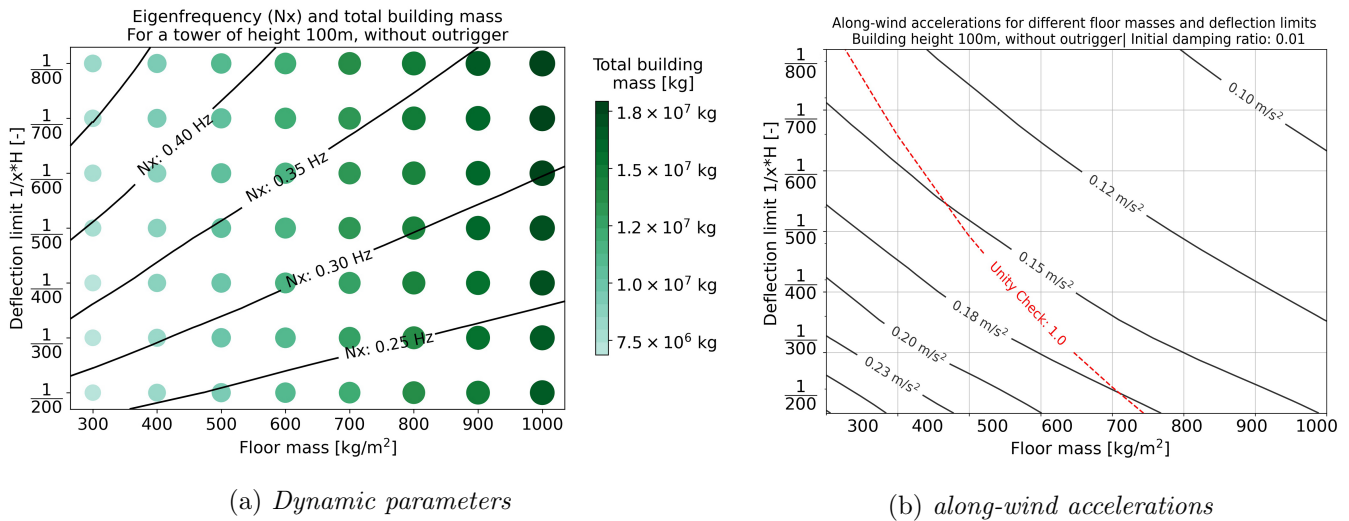 Eigenfrequency (Nx) and total building mass
For a tower of height 100m, without outrigger
Deflection limit 1/x*H [-]
1/800
1/700
1/600
1/500
1/400
1/300
1/200
Nx: 0.40 Hz
Nx: 0.35 Hz
Nx: 0.30 Hz
Nx: 0.25 Hz
300 400 500 600 700 800 900 1000
Floor mass [kg/m²]
Total building
mass [kg]
1.8 × 10⁷ kg
1.5 × 10⁷ kg
1.2 × 10⁷ kg
1.0 × 10⁷ kg
7.5 × 10⁶ kg
(a) Dynamic parameters
Along-wind accelerations for different floor masses and deflection limits
Building height 100m, without outrigger| Initial damping ratio: 0.01
Deflection limit 1/x*H [-]
1/800
1/700
1/600
1/500
1/400
1/300
1/200
0.10 m/s²
0.12 m/s²
0.15 m/s²
Unity Check: 1.0
0.18 m/s²
0.20 m/s²
0.23 m/s²
300 400 500 600 700 800 900 1000
Floor mass [kg/m²]
(b) along-wind accelerations